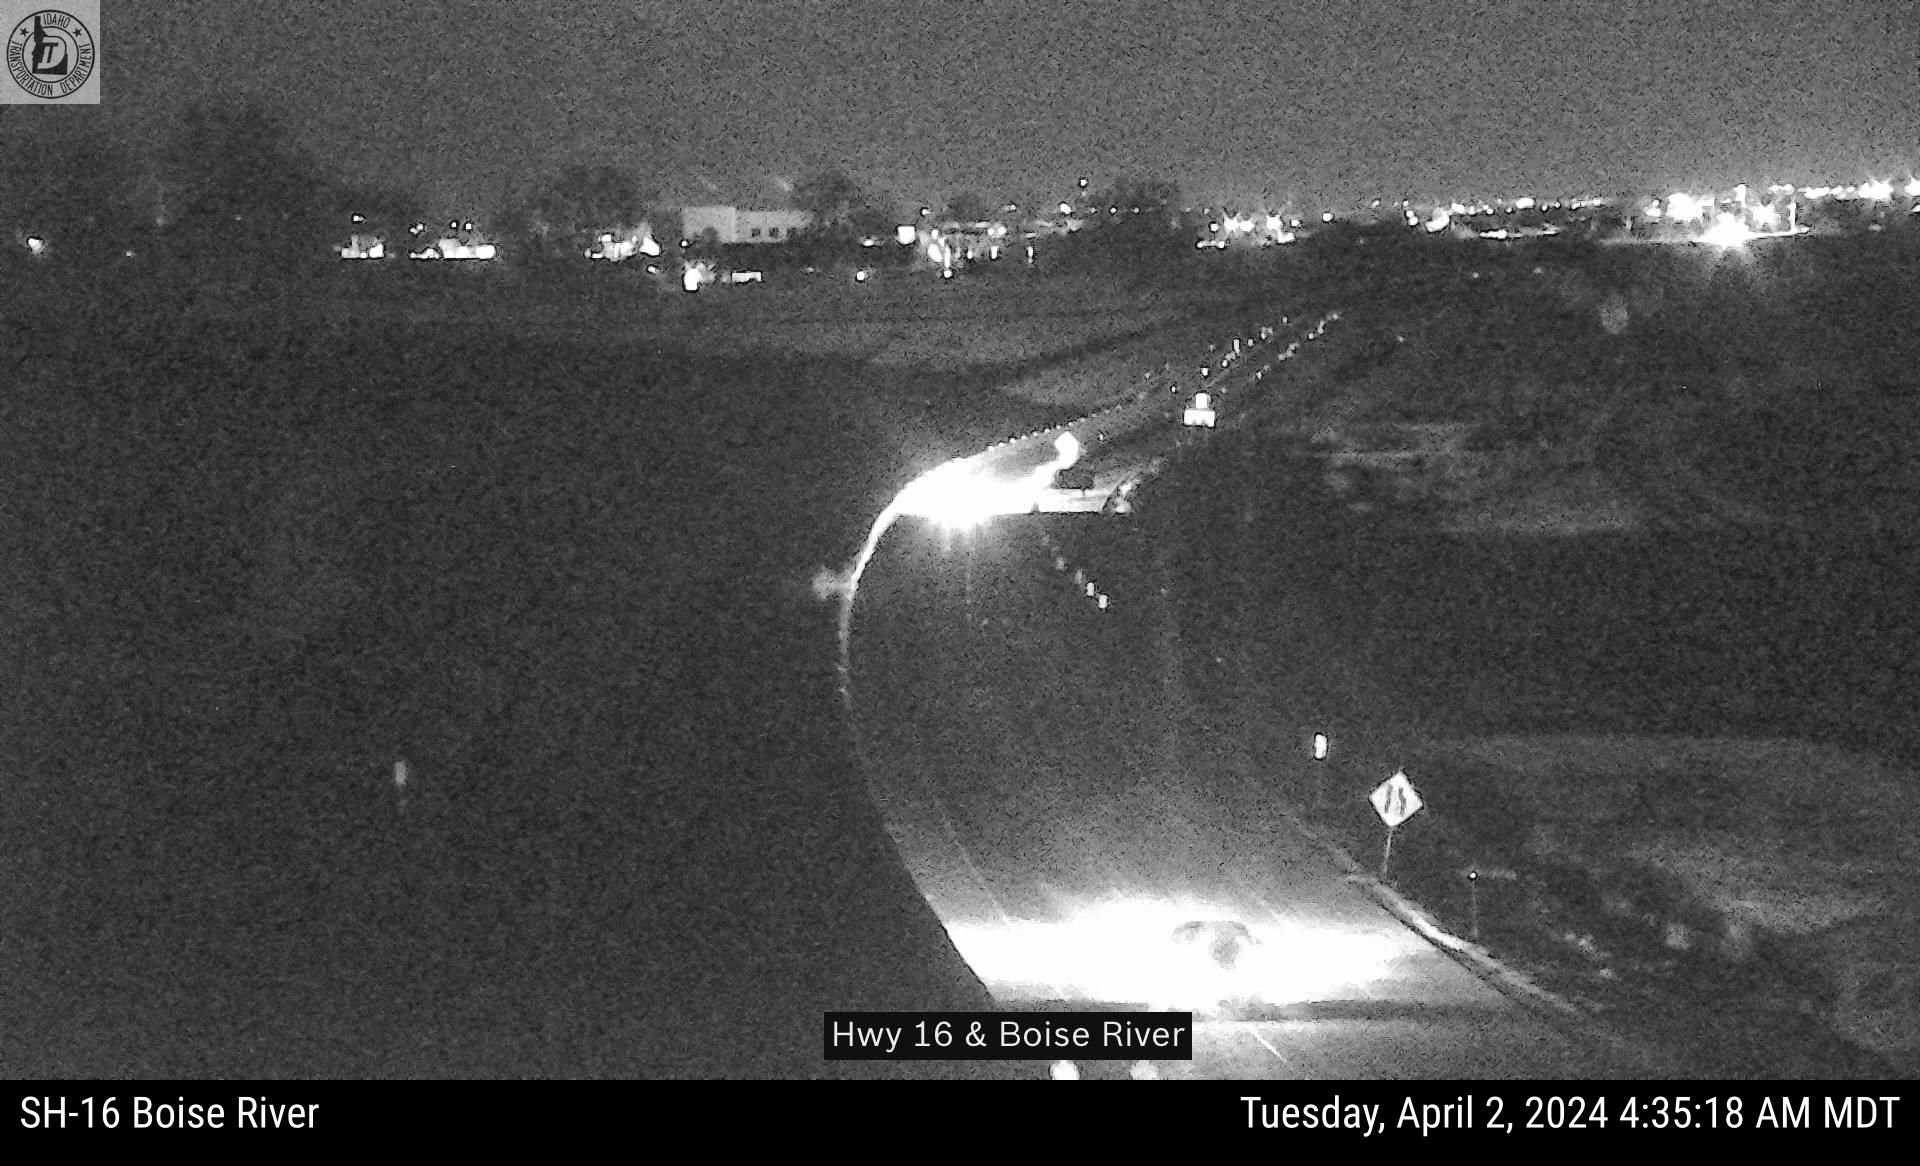 IDAHO
TRANSPORTATION DEPARTMENT
Hwy 16 & Boise River
SH-16 Boise River
Tuesday, April 2, 2024 4:35:18 AM MDT